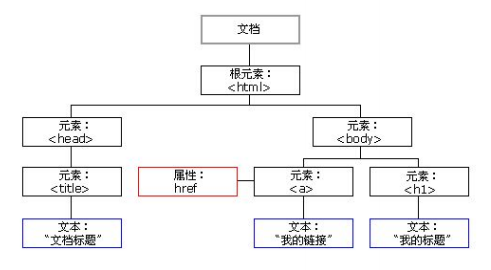 文档
根元素：
<html>
元素：
<head>
元素：
<body>
元素：
<title>
属性：
href
元素：
<a>
元素：
<h1>
文本：
“文档标题”
文本：
“我的链接”
文本：
“我的标题”